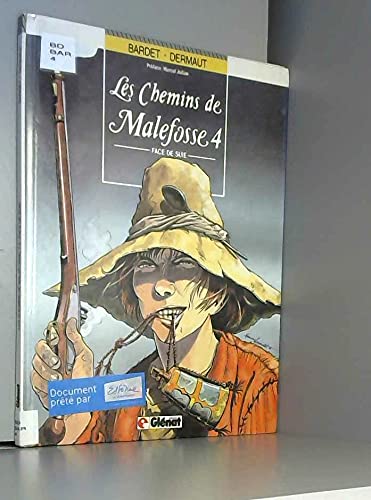 BD
BAR
4
BARDET - DERMAUT
Préface: Marcel Julian
Les Chemins de
Malefosse 4
FACE DE SUIE
Document
prêté par
Glénat